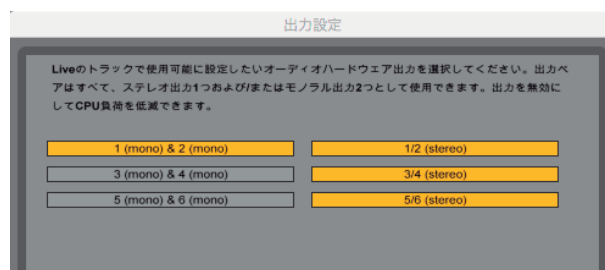 出力設定
Liveのトラックで使用可能に設定したいオーディオハードウェア出力を選択してください。出力ペ
アはすべて、ステレオ出力1つおよび/またはモノラル出力2つとして使用できます。出力を無効に
してCPU負荷を低減できます。
1 (mono) & 2 (mono) 1/2 (stereo)
3 (mono) & 4 (mono) 3/4 (stereo)
5 (mono) & 6 (mono) 5/6 (stereo)